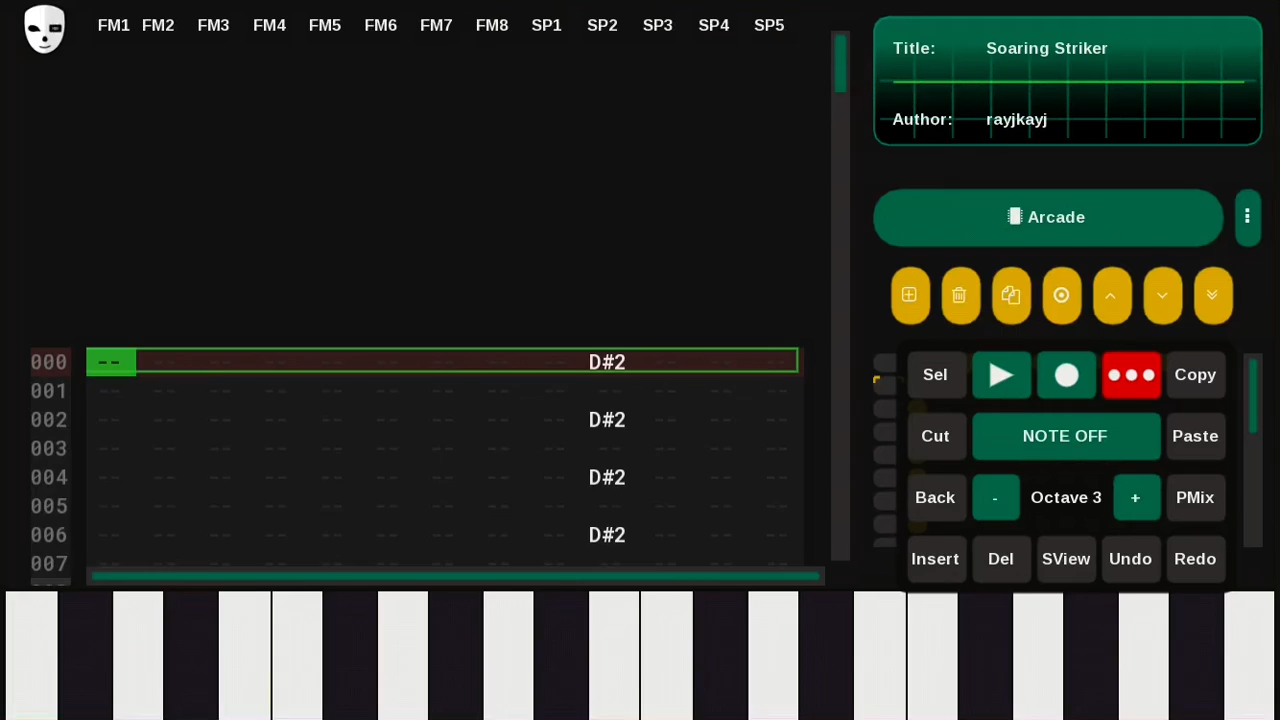 FM1 FM2 FM3 FM4 FM5 FM6 FM7 FM8 SP1 SP2 SP3 SP4 SP5
Title: Soaring Striker
Author: rayjkayj
Arcade
000 -- D#2
001 -- -- -- -- -- -- -- -- -- -- -- -- --
002 -- -- -- -- -- -- -- -- -- D#2 -- -- --
003 -- -- -- -- -- -- -- -- -- -- -- -- --
004 -- -- -- -- -- -- -- -- -- D#2 -- -- --
005 -- -- -- -- -- -- -- -- -- -- -- -- --
006 -- -- -- -- -- -- -- -- -- D#2 -- -- --
007 -- -- -- -- -- -- -- -- -- -- -- -- --
Sel Copy
Cut NOTE OFF Paste
Back - Octave 3 + PMix
Insert Del SView Undo Redo